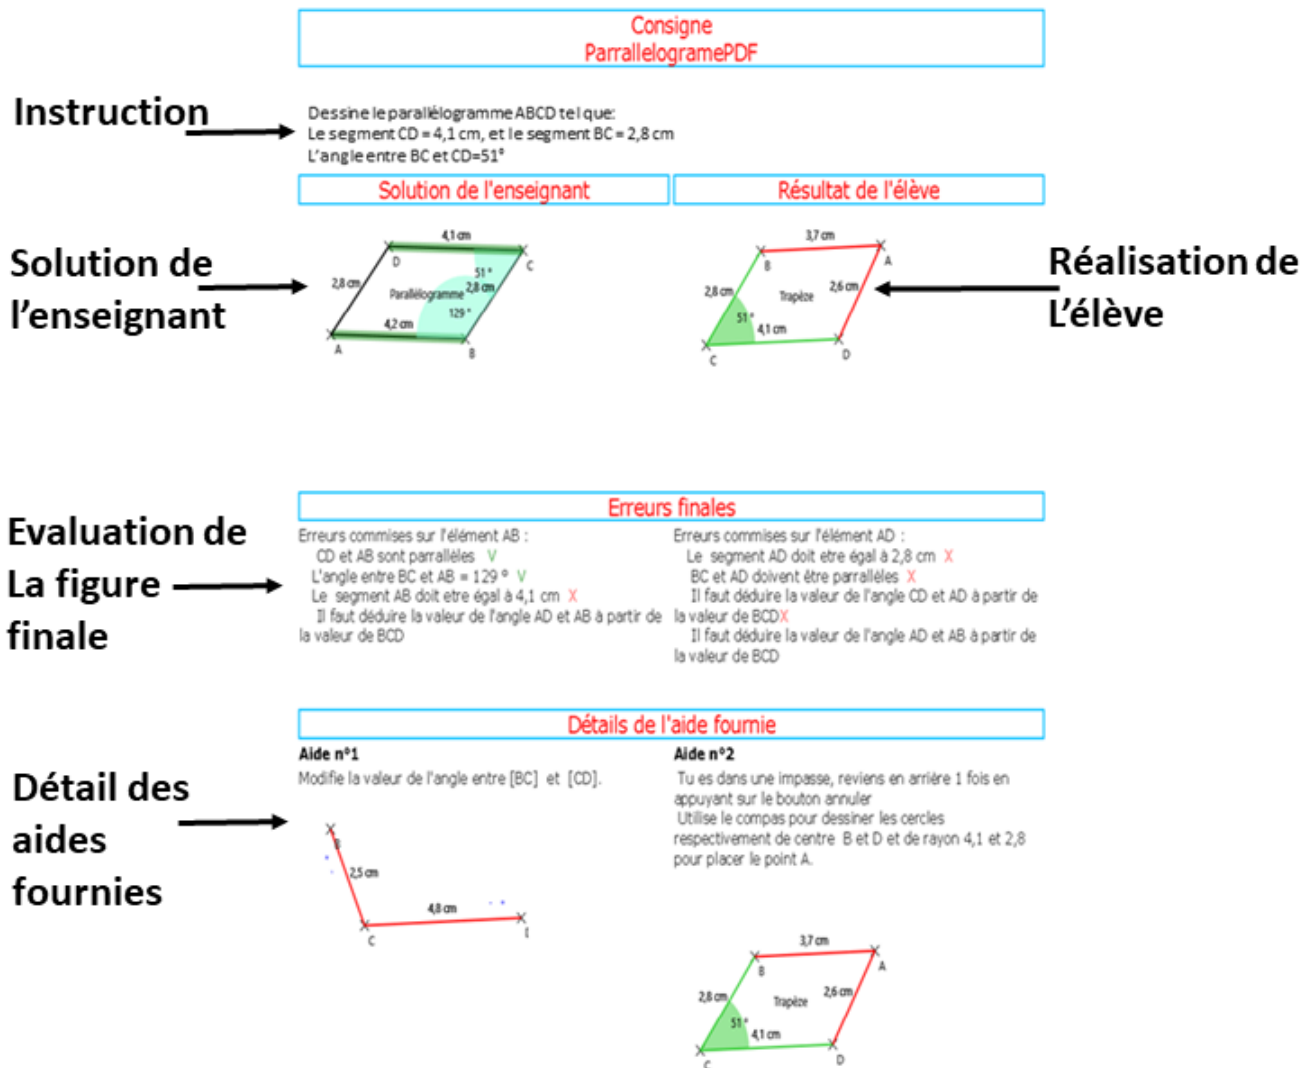 Consigne
ParrallelogramePDF
Instruction
Dessine le parallélogramme ABCD tel que:
Le segment CD = 4,1 cm, et le segment BC = 2,8 cm
L'angle entre BC et CD=51°
Solution de l'enseignant
Résultat de l'élève
Solution de
l'enseignant
4,1 cm
D
C
51 °
2,8 cm
Parallélogramme
2,8 cm
129 °
4,2 cm
A
B
3,7 cm
B
A
2,8 cm
Trapèze
2,6 cm
51 °
4,1 cm
C
D
Réalisation de
L'élève
Evaluation de
La figure
finale
Erreurs finales
Erreurs commises sur l'élément AB :
CD et AB sont parrallèles V
L'angle entre BC et AB = 129 ° V
Le segment AB doit etre égal à 4,1 cm X
Il faut déduire la valeur de l'angle AD et AB à partir de
la valeur de BCD
Erreurs commises sur l'élément AD :
Le segment AD doit etre égal à 2,8 cm X
BC et AD doivent être parrallèles X
Il faut déduire la valeur de l'angle CD et AD à partir de
la valeur de BCDX
Il faut déduire la valeur de l'angle AD et AB à partir de
la valeur de BCD
Détails de l'aide fournie
Détail des
aides
fournies
Aide n°1
Modifie la valeur de l'angle entre [BC] et [CD].
2,5 cm
4,8 cm
C
Aide n°2
Tu es dans une impasse, reviens en arrière 1 fois en
appuyant sur le bouton annuler
Utilise le compas pour dessiner les cercles
respectivement de centre B et D et de rayon 4,1 et 2,8
pour placer le point A.
3,7 cm
B
A
2,8 cm
Trapèze
2,6 cm
51 °
4,1 cm
C
D